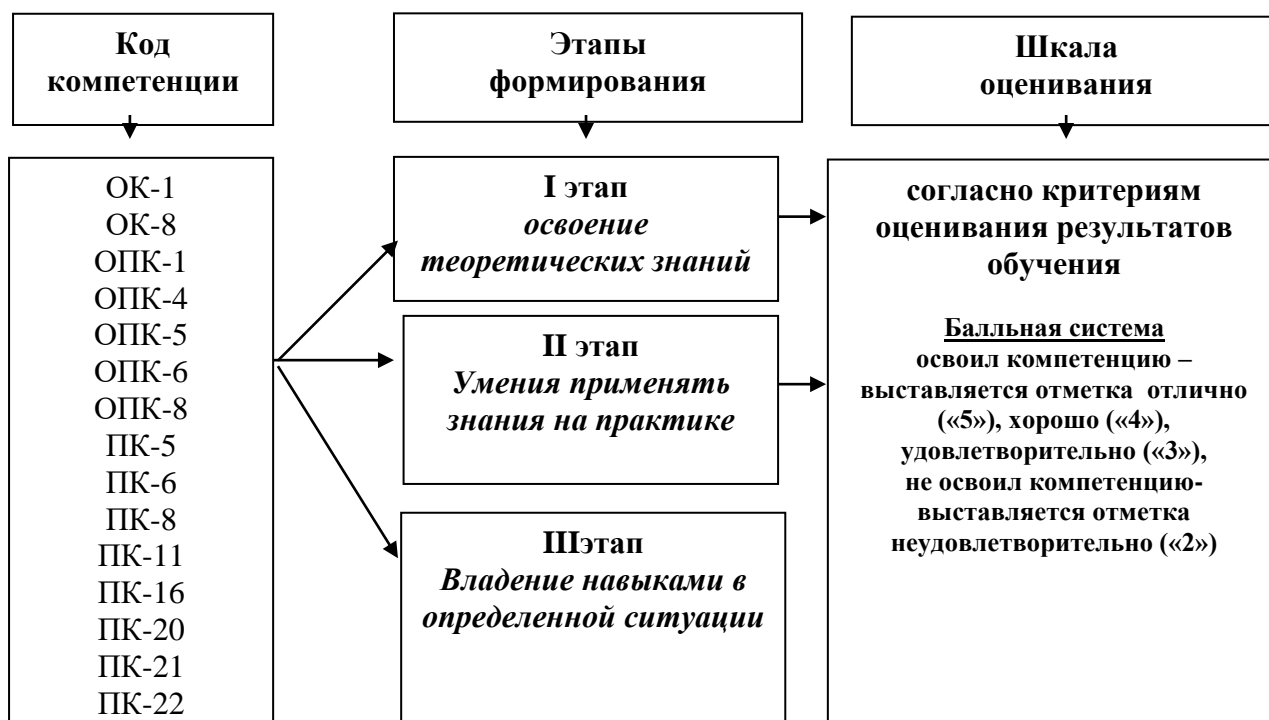 Код
компетенции
Этапы
формирования
Шкала
оценивания
ОК-1
ОК-8
ОПК-1
ОПК-4
ОПК-5
ОПК-6
ОПК-8
ПК-5
ПК-6
ПК-8
ПК-11
ПК-16
ПК-20
ПК-21
ПК-22
I этап
освоение
теоретических знаний
II этап
Умения применять
знания на практике
IIIэтап
Владение навыками в
определенной ситуации
согласно критериям
оценивания результатов
обучения
Балльная система
освоил компетенцию –
выставляется отметка отлично
(«5»), хорошо («4»),
удовлетворительно («3»),
не освоил компетенцию-
выставляется отметка
неудовлетворительно («2»)